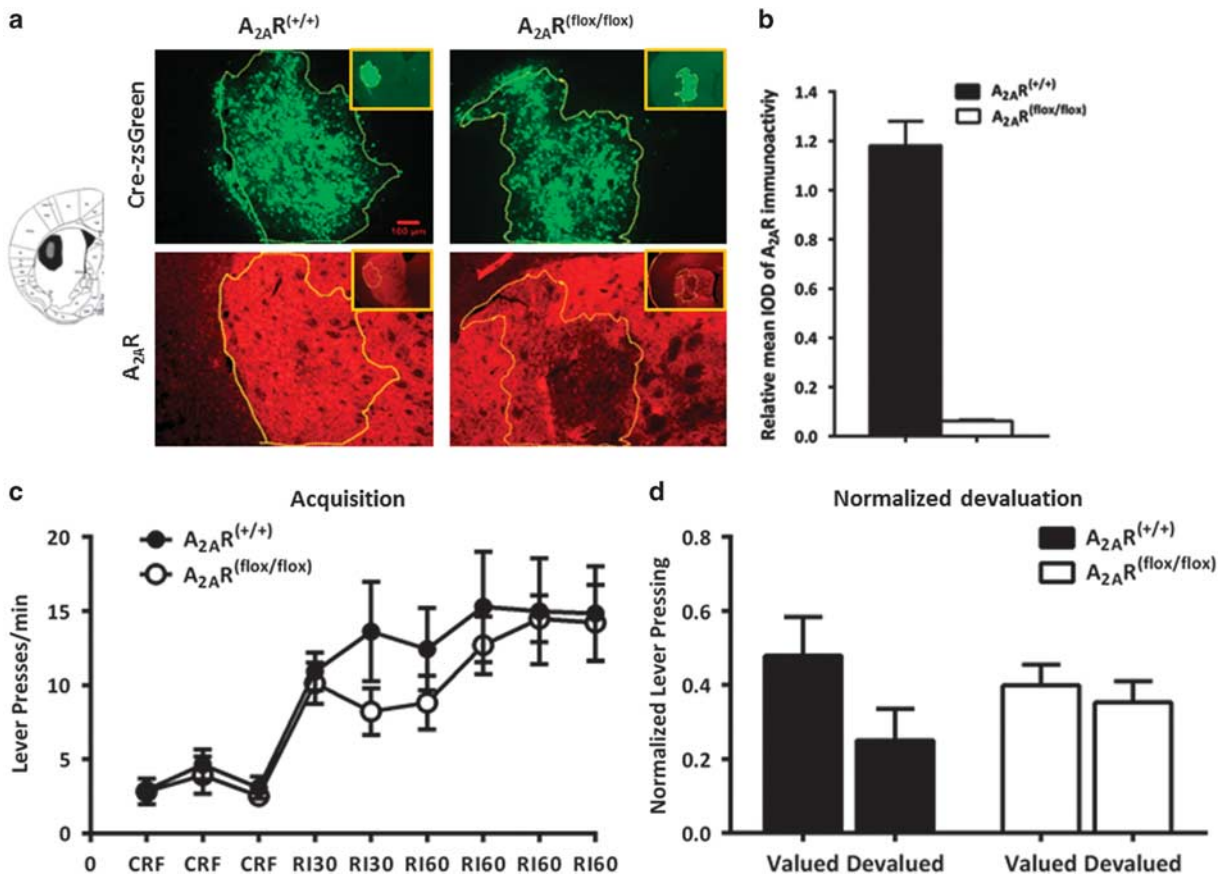 a
A2AR(+/+)
A2AR(flox/flox)
Cre-zsGreen
100 μm
A2AR
b
A2AR(+/+)
A2AR(flox/flox)
Relative mean IOD of A2AR immunoactiviy
1.4
1.2
1.0
0.8
0.6
0.4
0.2
0.0
c
Acquisition
A2AR(+/+)
A2AR(flox/flox)
Lever Presses/min
20
15
10
5
0
0 CRF CRF CRF RI30 RI30 RI60 RI60 RI60 RI60
d
Normalized devaluation
A2AR(+/+)
A2AR(flox/flox)
Normalized Lever Pressing
0.8
0.6
0.4
0.2
0.0
Valued Devalued Valued Devalued